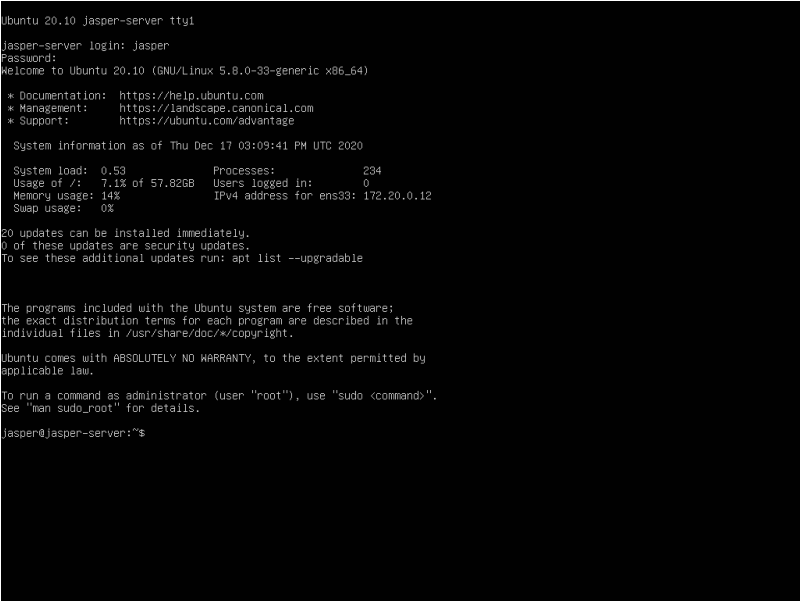 Ubuntu 20.10 jasper-server tty1
jasper-server login: jasper
Password:
Welcome to Ubuntu 20.10 (GNU/Linux 5.8.0-33-generic x86_64)
* Documentation:  https://help.ubuntu.com
* Management:     https://landscape.canonical.com
* Support:        https://ubuntu.com/advantage
System information as of Thu Dec 17 03:09:41 PM UTC 2020
System load:  0.53              Processes:              234
Usage of /:   7.1% of 57.82GB   Users logged in:        0
Memory usage: 14%               IPv4 address for ens33: 172.20.0.12
Swap usage:   0%
20 updates can be installed immediately.
0 of these updates are security updates.
To see these additional updates run: apt list --upgradable
The programs included with the Ubuntu system are free software;
the exact distribution terms for each program are described in the
individual files in /usr/share/doc/*/copyright.
Ubuntu comes with ABSOLUTELY NO WARRANTY, to the extent permitted by
applicable law.
To run a command as administrator (user "root"), use "sudo <command>".
See "man sudo_root" for details.
jasper@jasper-server:~$